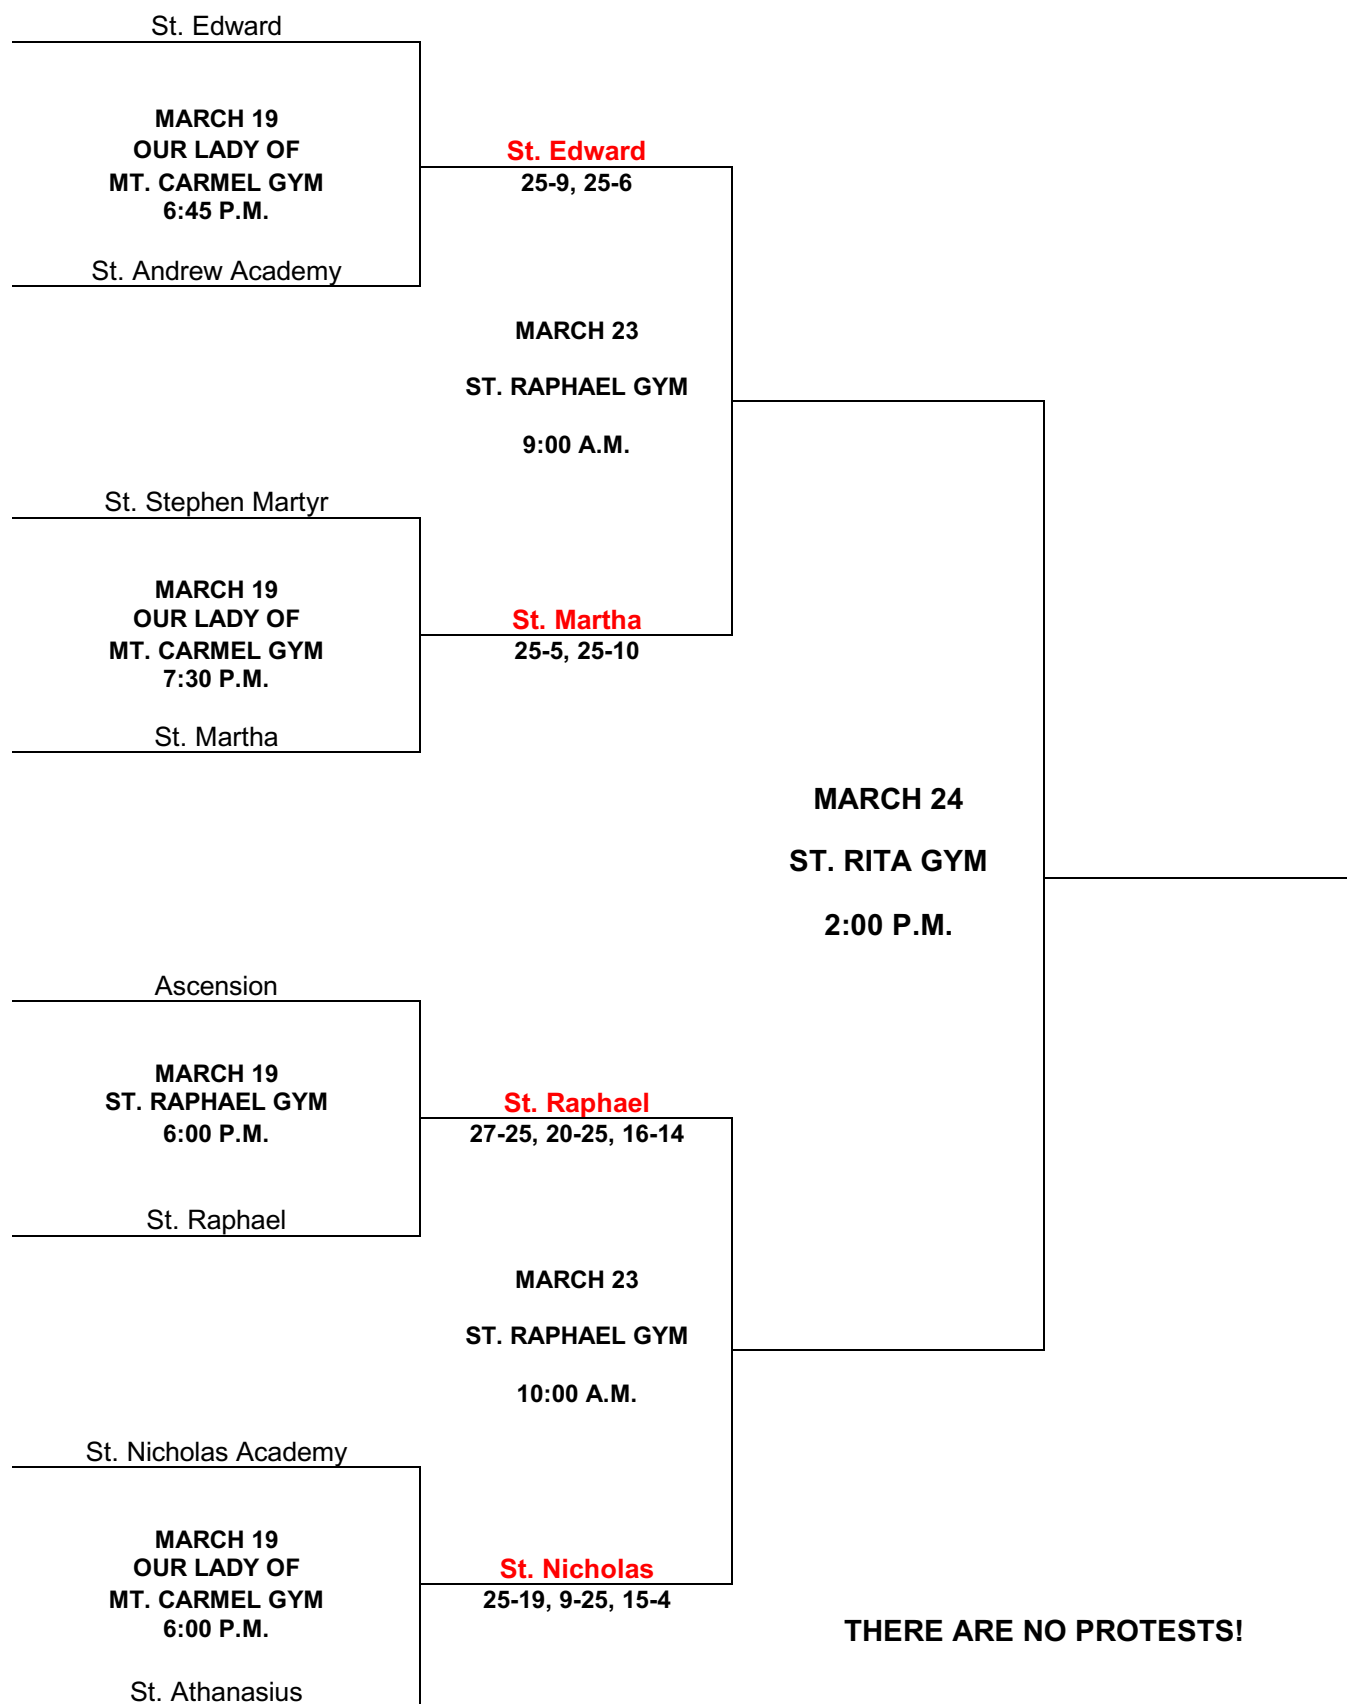 St. Edward
MARCH 19
OUR LADY OF
MT. CARMEL GYM
6:45 P.M.
St. Edward
25-9, 25-6
St. Andrew Academy
MARCH 23
ST. RAPHAEL GYM
9:00 A.M.
St. Stephen Martyr
MARCH 19
OUR LADY OF
MT. CARMEL GYM
7:30 P.M.
St. Martha
25-5, 25-10
St. Martha
MARCH 24
ST. RITA GYM
2:00 P.M.
Ascension
MARCH 19
ST. RAPHAEL GYM
6:00 P.M.
St. Raphael
27-25, 20-25, 16-14
St. Raphael
MARCH 23
ST. RAPHAEL GYM
10:00 A.M.
St. Nicholas Academy
MARCH 19
OUR LADY OF
MT. CARMEL GYM
6:00 P.M.
St. Nicholas
25-19, 9-25, 15-4
THERE ARE NO PROTESTS!
St. Athanasius